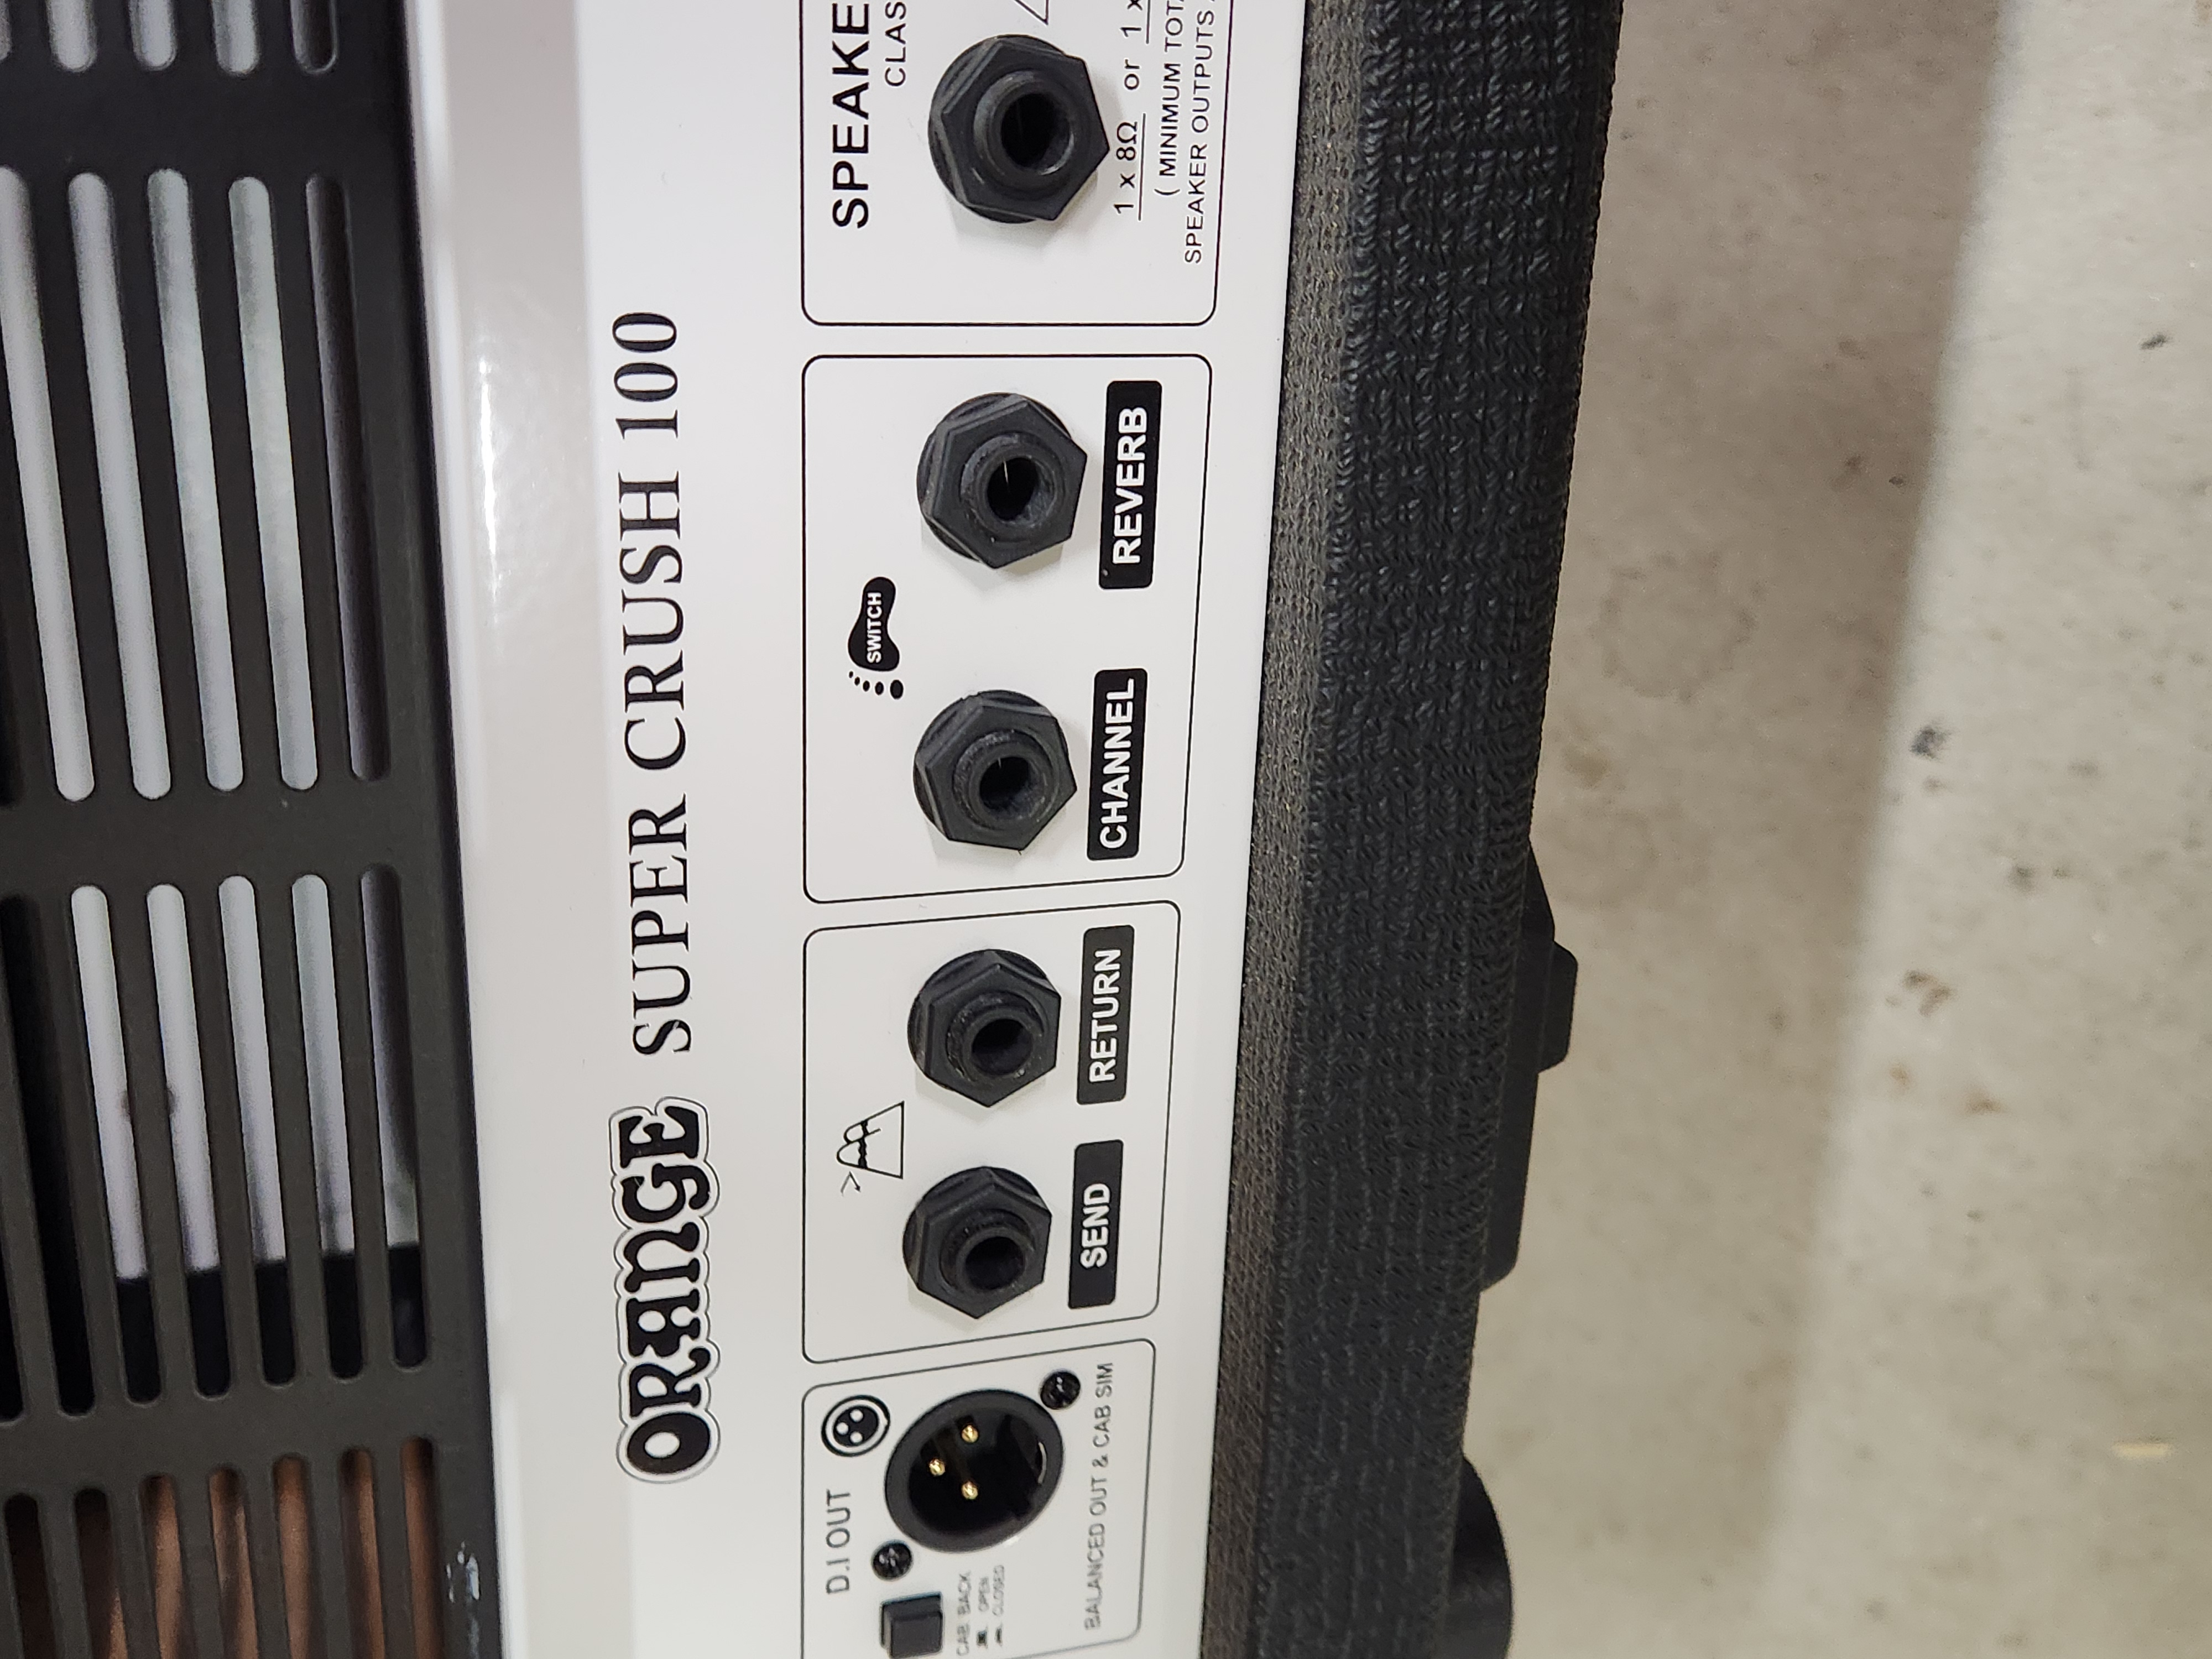 ORANGE SUPER CRUSH 100
D.I OUT
CAB BACK
OPEN
CLOSED
BALANCED OUT & CAB SIM
SEND
RETURN
SWITCH
CHANNEL
REVERB
SPEAKE
CLAS
1 x 8Ω or 1 x
( MINIMUM TOTA
SPEAKER OUTPUTS